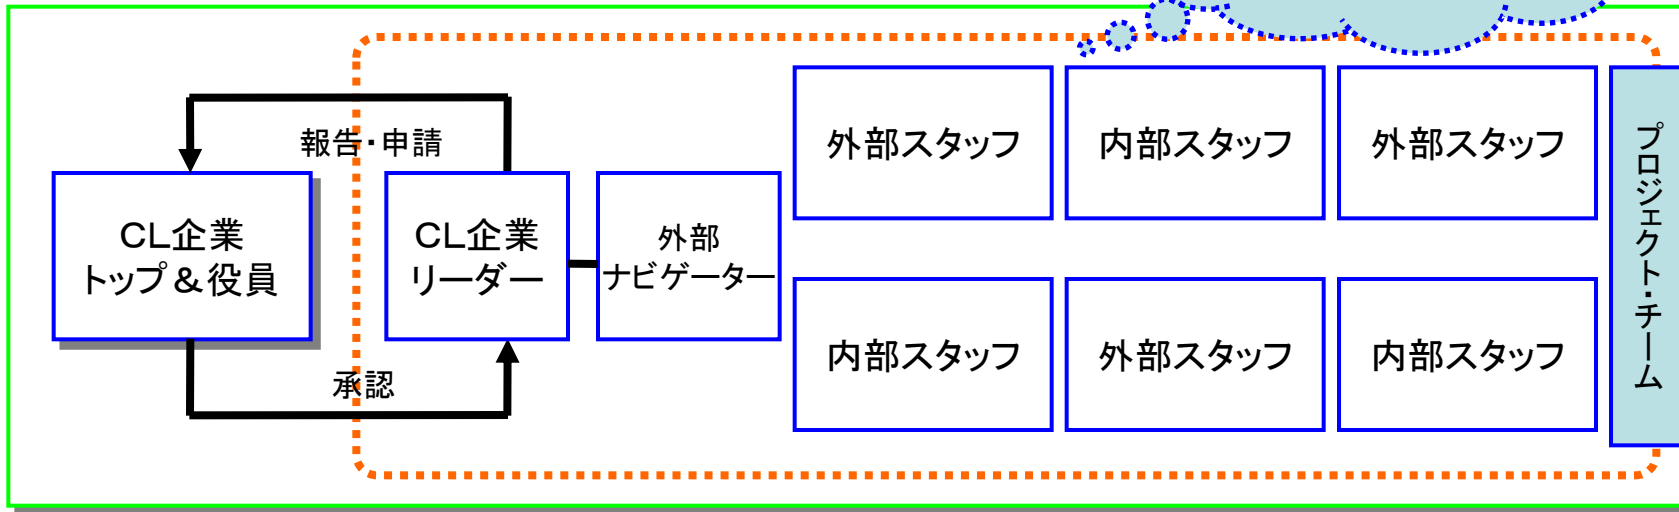 報告・申請
CL企業
トップ＆役員
承認
CL企業
リーダー
外部
ナビゲーター
外部スタッフ
内部スタッフ
外部スタッフ
内部スタッフ
外部スタッフ
内部スタッフ
プロジェクト・チーム